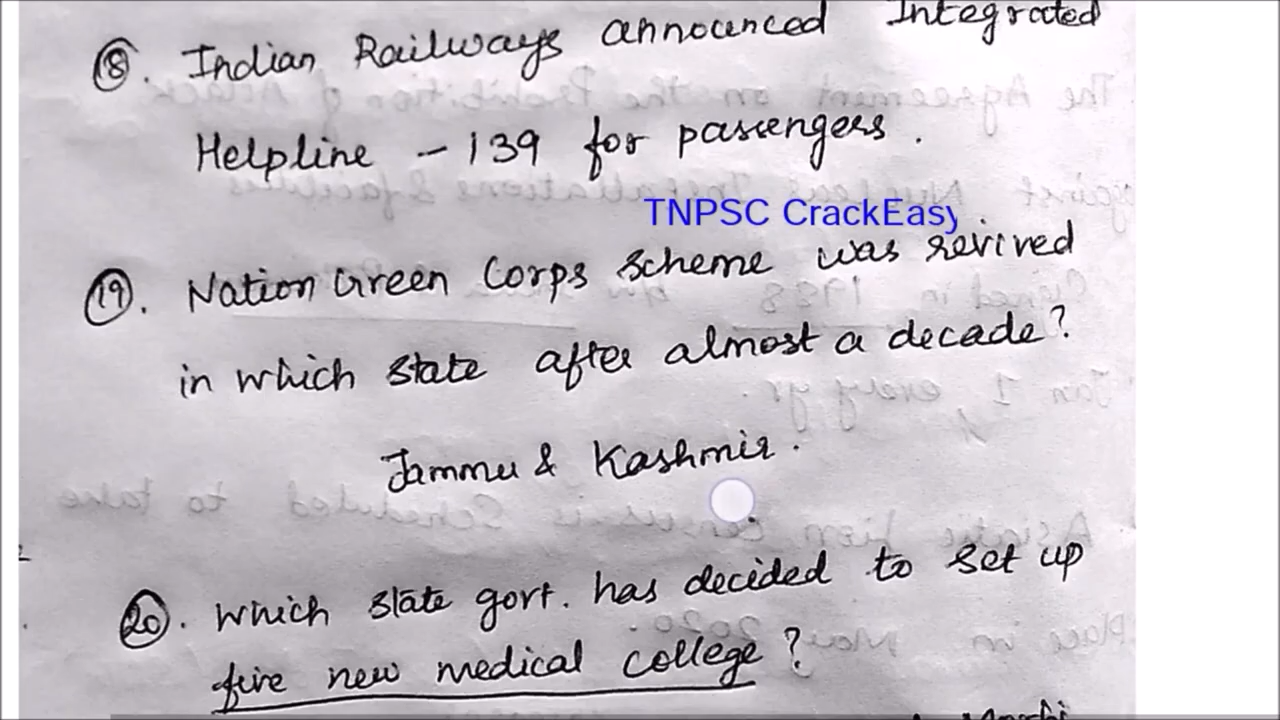 ⑱. Indian Railways announced Integrated
Helpline - 139 for passengers.
TNPSC CrackEasy
⑲. Nation Green Corps scheme was revived
in which state after almost a decade?
Jammu & Kashmir.
⑳. Which state govt. has decided to set up
five new medical college?